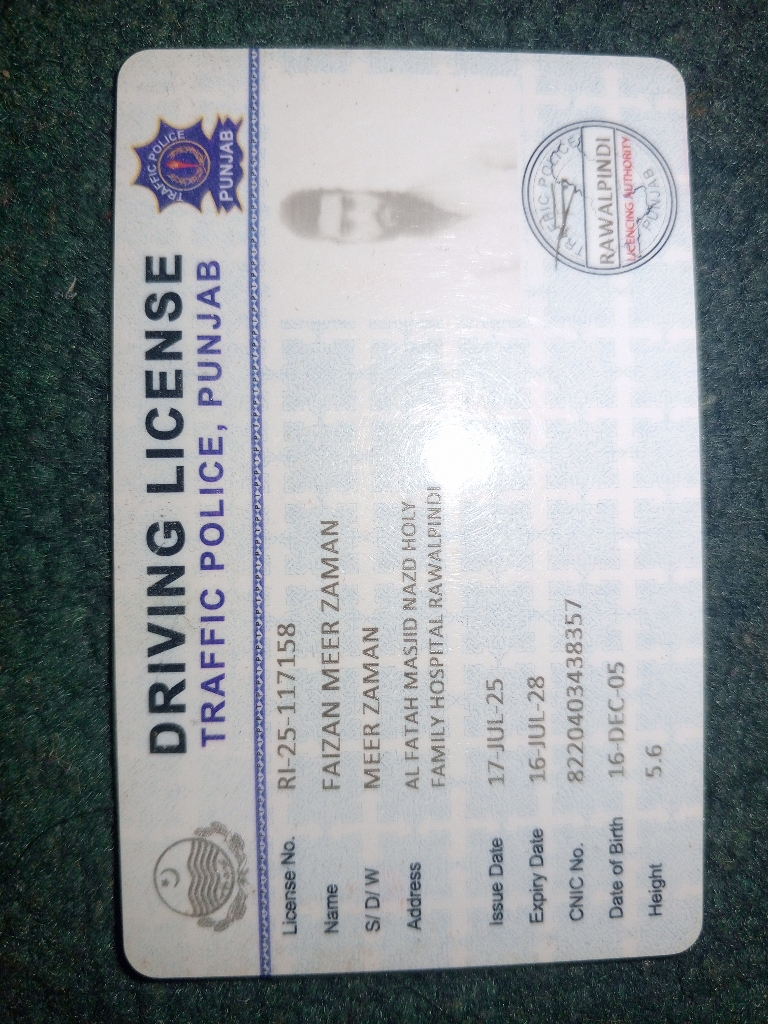 TRAFFIC POLICE
PUNJAB
DRIVING LICENSE
TRAFFIC POLICE, PUNJAB
License No. RI-25-117158
Name FAIZAN MEER ZAMAN
S/ D/ W MEER ZAMAN
Address AL FATAH MASJID NAZD HOLY
FAMILY HOSPITAL RAWALPINDI
Issue Date 17-JUL-25
Expiry Date 16-JUL-28
CNIC No. 8220403438357
Date of Birth 16-DEC-05
Height 5.6
TRAFFIC POLICE
RAWALPINDI
LICENCING AUTHORITY
PUNJAB